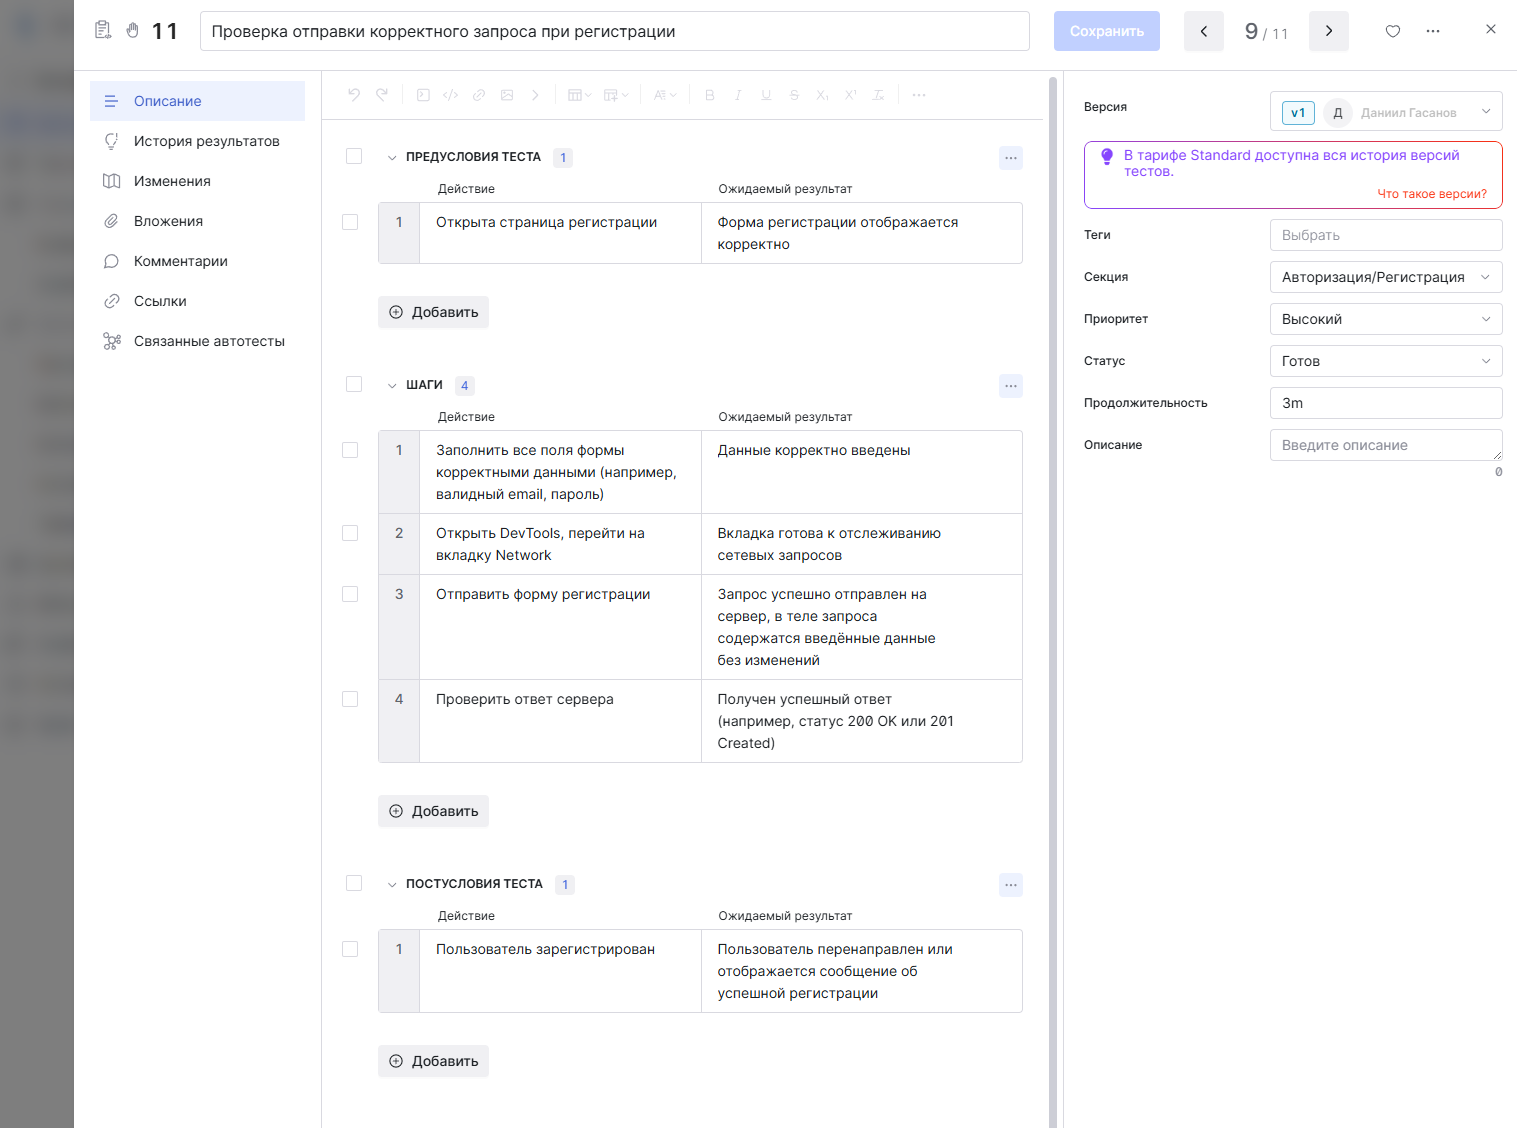 11
Проверка отправки корректного запроса при регистрации
Сохранить
9 / 11
Описание
История результатов
Изменения
Вложения
Комментарии
Ссылки
Связанные автотесты
ПРЕДУСЛОВИЯ ТЕСТА 1
Действие
Ожидаемый результат
1
Открыта страница регистрации
Форма регистрации отображается
корректно
Добавить
ШАГИ 4
Действие
Ожидаемый результат
1
Заполнить все поля формы
корректными данными (например,
валидный email, пароль)
Данные корректно введены
2
Открыть DevTools, перейти на
вкладку Network
Вкладка готова к отслеживанию
сетевых запросов
3
Отправить форму регистрации
Запрос успешно отправлен на
сервер, в теле запроса
содержатся введённые данные
без изменений
4
Проверить ответ сервера
Получен успешный ответ
(например, статус 200 OK или 201
Created)
Добавить
ПОСТУСЛОВИЯ ТЕСТА 1
Действие
Ожидаемый результат
1
Пользователь зарегистрирован
Пользователь перенаправлен или
отображается сообщение об
успешной регистрации
Добавить
Версия
v1 Д Даниил Гасанов
В тарифе Standard доступна вся история версий
тестов.
Что такое версии?
Теги
Выбрать
Секция
Авторизация/Регистрация
Приоритет
Высокий
Статус
Готов
Продолжительность
3m
Описание
Введите описание
0